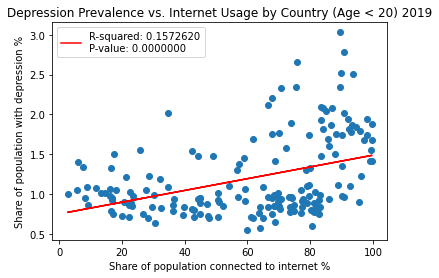 Depression Prevalence vs. Internet Usage by Country (Age < 20) 2019
R-squared: 0.1572620
P-value: 0.0000000
Share of population with depression %
3.0
2.5
2.0
1.5
1.0
0.5
0
20
40
60
80
100
Share of population connected to internet %